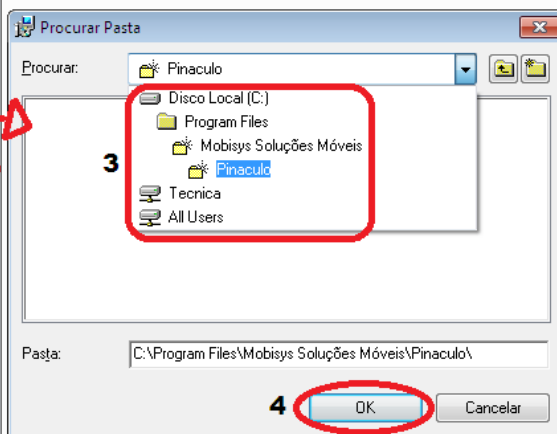 Procurar Pasta
Procurar: Pinaculo
Disco Local (C:)
Program Files
3 Mobisys Soluções Móveis
Pinaculo
Tecnica
All Users
Pasta: C:\Program Files\Mobisys Soluções Móveis\Pinaculo\
4 OK Cancelar